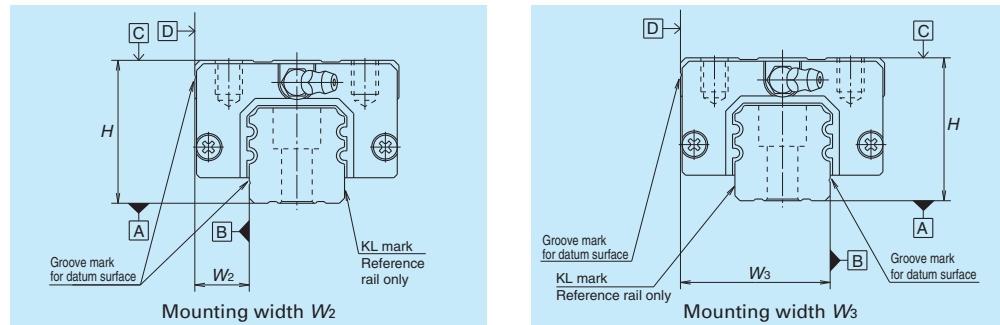 D
C
H
A
B
Groove mark
for datum surface
W2
KL mark
Reference
rail only
Mounting width W2
D
C
H
A
B
Groove mark
for datum surface
KL mark
Reference rail only
W3
Groove mark
for datum surface
Mounting width W3